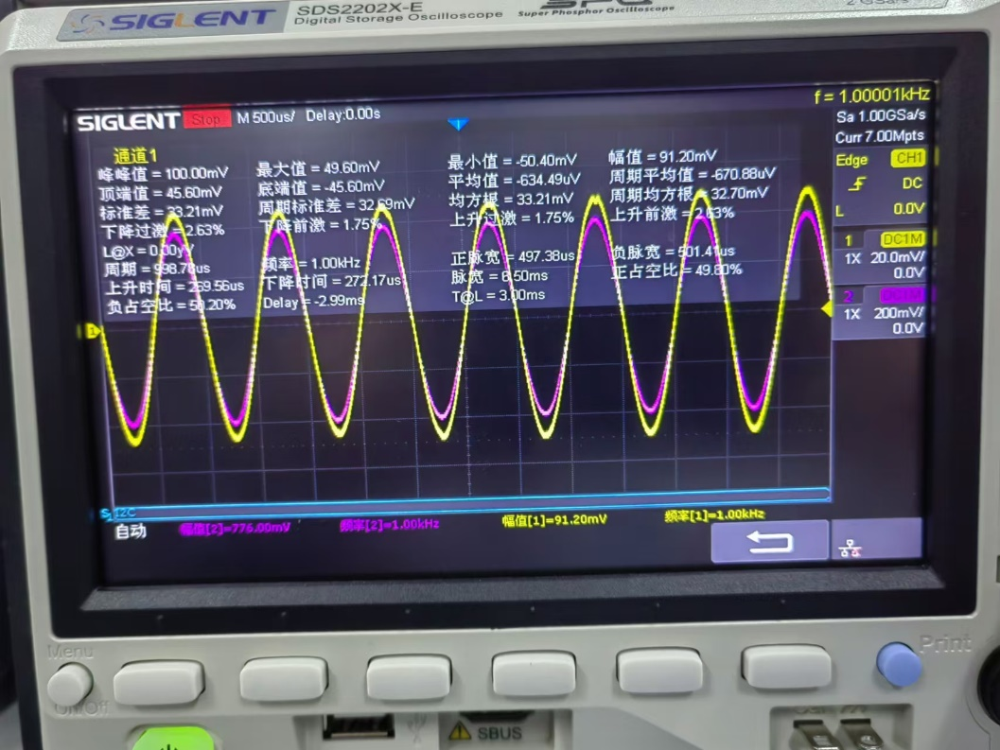 SIGLENT
SDS2202X-E
Digital Storage Oscilloscope
Super Phosphor Oscilloscope
2 GSa/s
SIGLENT Stop M 500us/ Delay:0.00s
f = 1.00001kHz
Sa 1.00GSa/s
Curr 7.00Mpts
Edge CH1
DC
L 0.0V
1 DC1M
1X 20.0mV/
0.0V
2 DC1M
1X 200mV/
0.0V
通道1
峰峰值 = 100.00mV 最大值 = 49.60mV 最小值 = -50.40mV 幅值 = 91.20mV
顶端值 = 45.60mV 底端值 = -45.60mV 平均值 = -634.49uV 周期平均值 = -670.88uV
标准差 = 33.21mV 周期标准差 = 32.69mV 均方根 = 33.21mV 周期均方根 = 32.70mV
下降过激 = 2.63% 下降前激 = 1.75% 上升过激 = 1.75% 上升前激 = 2.63%
L@X = 0.00yV
周期 = 998.78us 频率 = 1.00kHz 正脉宽 = 497.38us 负脉宽 = 501.41us
上升时间 = 269.56us 下降时间 = 272.17us 脉宽 = 6.50ms 正占空比 = 49.80%
负占空比 = 50.20% Delay = -2.99ms T@L = 3.00ms
1
I2C
自动 幅值[2]=776.00mV 频率[2]=1.00kHz 幅值[1]=91.20mV 频率[1]=1.00kHz
Menu
On/Off
Print
SBUS